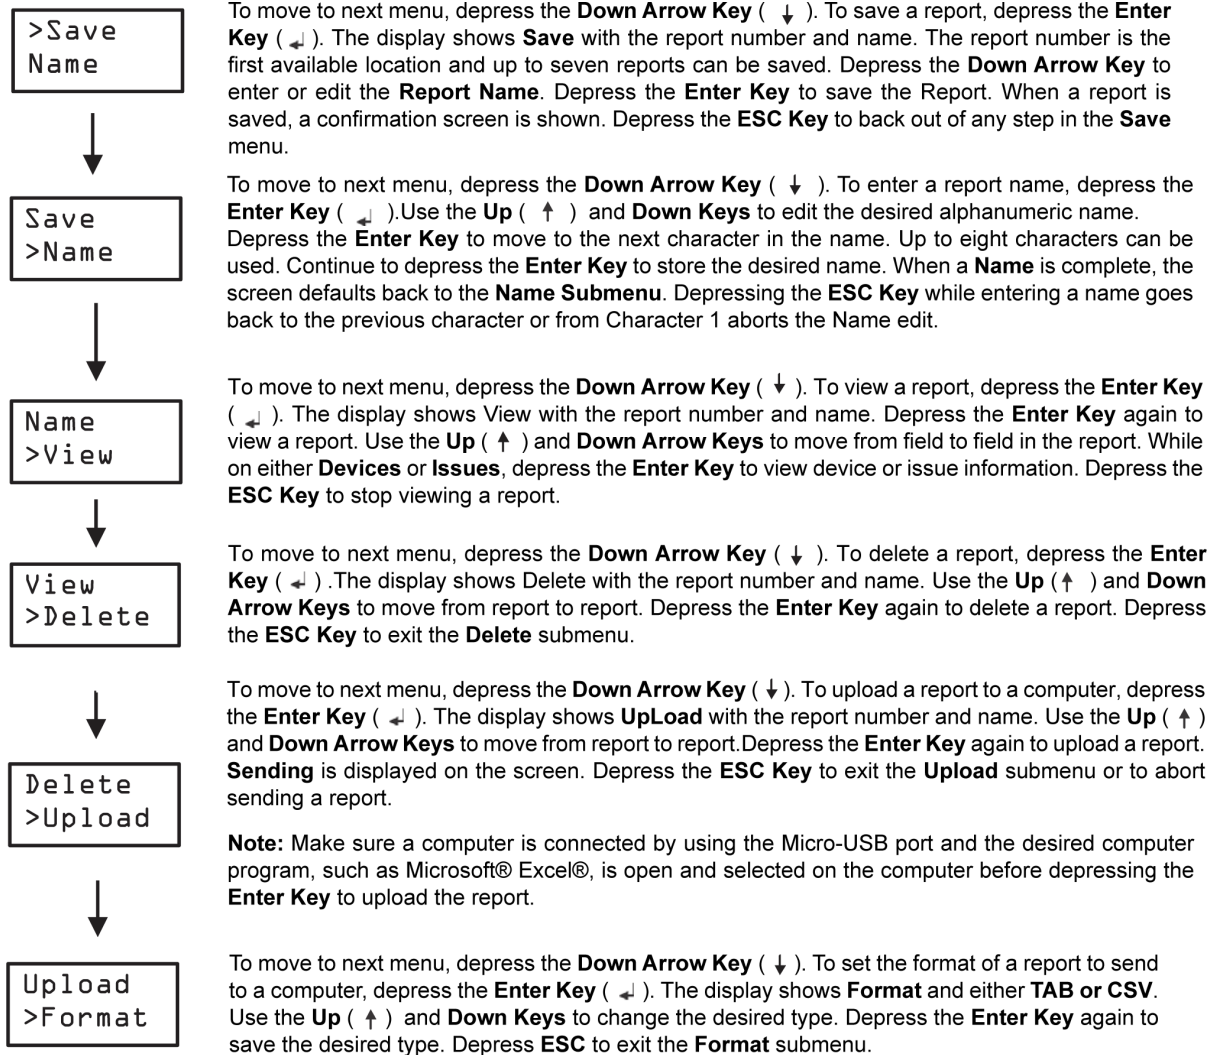 >Save
Name
To move to next menu, depress the Down Arrow Key ( ↓ ). To save a report, depress the Enter
Key ( ↵ ). The display shows Save with the report number and name. The report number is the
first available location and up to seven reports can be saved. Depress the Down Arrow Key to
enter or edit the Report Name. Depress the Enter Key to save the Report. When a report is
saved, a confirmation screen is shown. Depress the ESC Key to back out of any step in the Save
menu.
Save
>Name
To move to next menu, depress the Down Arrow Key ( ↓ ). To enter a report name, depress the
Enter Key ( ↵ ).Use the Up ( ↑ ) and Down Keys to edit the desired alphanumeric name.
Depress the Enter Key to move to the next character in the name. Up to eight characters can be
used. Continue to depress the Enter Key to store the desired name. When a Name is complete, the
screen defaults back to the Name Submenu. Depressing the ESC Key while entering a name goes
back to the previous character or from Character 1 aborts the Name edit.
Name
>View
To move to next menu, depress the Down Arrow Key ( ↓ ). To view a report, depress the Enter Key
( ↵ ). The display shows View with the report number and name. Depress the Enter Key again to
view a report. Use the Up ( ↑ ) and Down Arrow Keys to move from field to field in the report. While
on either Devices or Issues, depress the Enter Key to view device or issue information. Depress the
ESC Key to stop viewing a report.
View
>Delete
To move to next menu, depress the Down Arrow Key ( ↓ ). To delete a report, depress the Enter
Key ( ↵ ) .The display shows Delete with the report number and name. Use the Up (↑ ) and Down
Arrow Keys to move from report to report. Depress the Enter Key again to delete a report. Depress
the ESC Key to exit the Delete submenu.
Delete
>Upload
To move to next menu, depress the Down Arrow Key ( ↓ ). To upload a report to a computer, depress
the Enter Key ( ↵ ). The display shows UpLoad with the report number and name. Use the Up ( ↑ )
and Down Arrow Keys to move from report to report.Depress the Enter Key again to upload a report.
Sending is displayed on the screen. Depress the ESC Key to exit the Upload submenu or to abort
sending a report.
Note: Make sure a computer is connected by using the Micro-USB port and the desired computer
program, such as Microsoft® Excel®, is open and selected on the computer before depressing the
Enter Key to upload the report.
Upload
>Format
To move to next menu, depress the Down Arrow Key ( ↓ ). To set the format of a report to send
to a computer, depress the Enter Key ( ↵ ). The display shows Format and either TAB or CSV.
Use the Up ( ↑ ) and Down Keys to change the desired type. Depress the Enter Key again to
save the desired type. Depress ESC to exit the Format submenu.